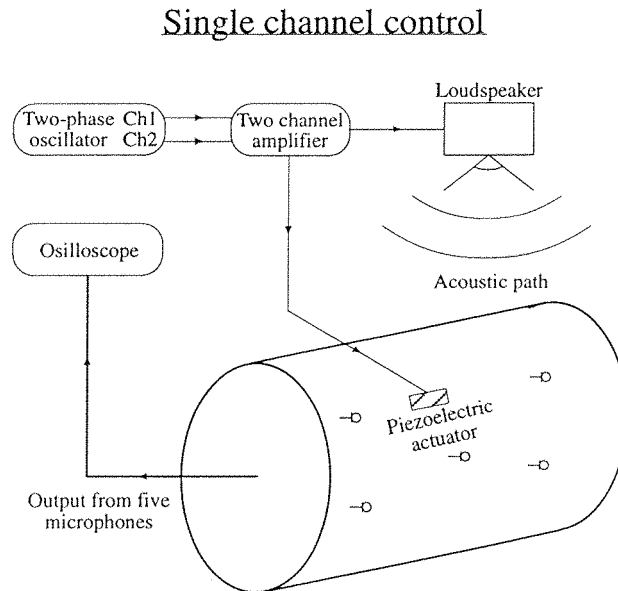 Single channel control
Loudspeaker
Two-phase Ch1
oscillator Ch2
Two channel
amplifier
Osilloscope
Acoustic path
Piezoelectric
actuator
Output from five
microphones